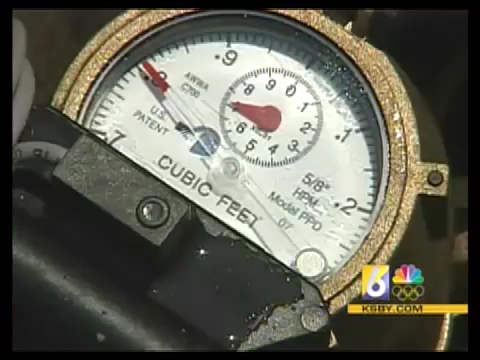 .9
.8
AWWA
C700
9 0 .1
8
2
7
3
6 5 4
.1
U.S.
PATENT
.7
CUBIC FEET
5/8"
HPM
Model PPD
.07
.2
6
KSBY.COM